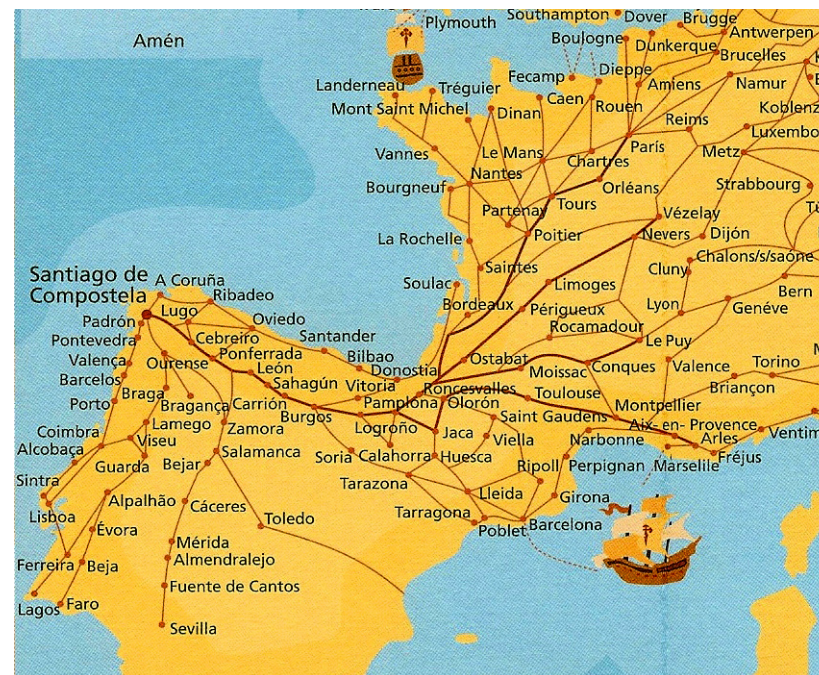 Plymouth
Southampton
Dover
Brugge
Amén
Boulogne
Dunkerque
Antwerpen
Bruxelles
Landerneau
Tréguier
Fecamp
Dieppe
Amiens
Namur
Mont Saint Michel
Dinan
Caen
Rouen
Reims
Koblenz
Luxembo
Vannes
Le Mans
Chartres
París
Metz
Bourgneuf
Nantes
Orléans
Strabbourg
Partenay
Tours
Vézelay
La Rochelle
Poitier
Nevers
Dijón
Chalons/s/saône
Santiago de
Compostela
A Coruña
Ribadeo
Soulac
Saintes
Limoges
Cluny
Bern
Padrón
Lugo
Oviedo
Santander
Bordeaux
Périgueux
Lyon
Genéve
Pontevedra
Cebreiro
Rocamadour
Le Puy
Valença
Ourense
Ponferrada
Bilbao
Donostia
Ostabat
Moissac
Conques
Valence
Torino
Barcelos
León
Sahagún
Vitoria
Roncesvalles
Toulouse
Briançon
Porto
Braga
Bragança
Carrión
Burgos
Pamplona
Olorón
Saint Gaudens
Montpellier
Coimbra
Lamego
Zamora
Logroño
Jaca
Viella
Narbonne
Aix-en- Provence
Arles
Ventim
Alcobaça
Viseu
Salamanca
Soria
Calahorra
Huesca
Ripoll
Perpignan
Marselile
Fréjus
Guarda
Bejar
Tarazona
Lleida
Girona
Sintra
Alpalhão
Cáceres
Toledo
Tarragona
Poblet
Barcelona
Lisboa
Évora
Mérida
Ferreira
Beja
Almendralejo
Fuente de Cantos
Lagos
Faro
Sevilla